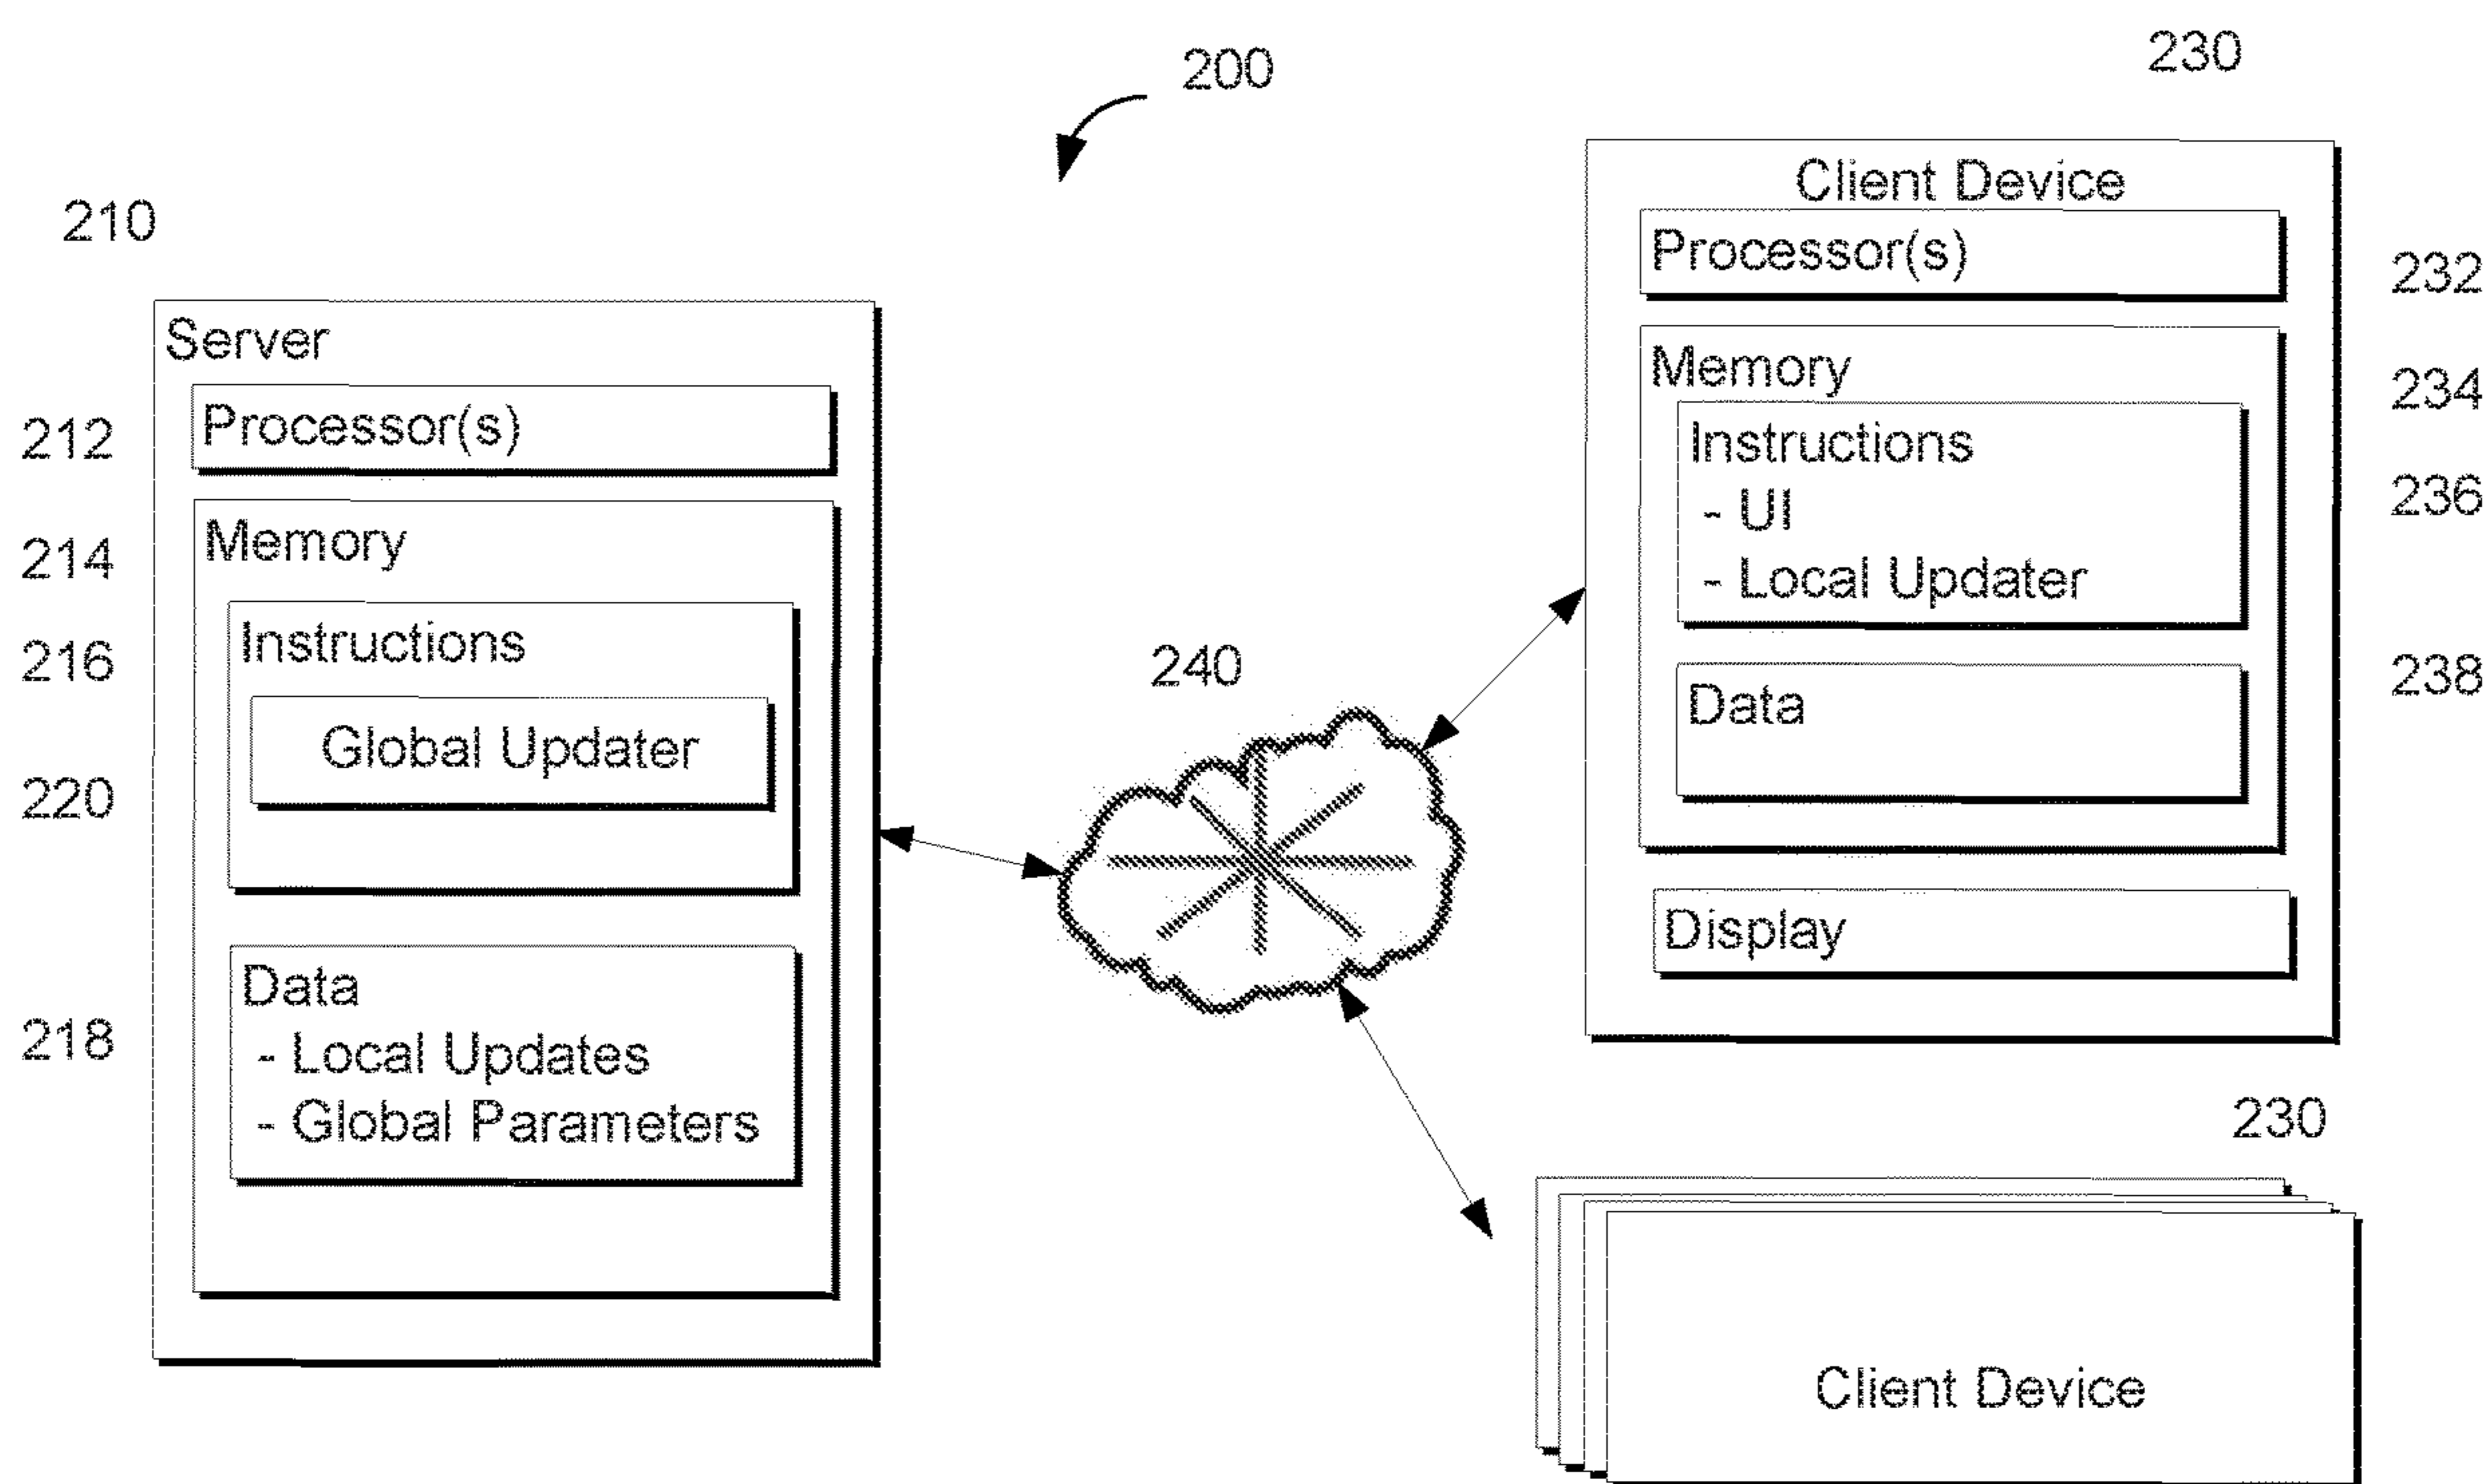 200
230
210
Server
212
Processor(s)
214
Memory
216
Instructions
220
Global Updater
218
Data
- Local Updates
- Global Parameters
240
Client Device
Processor(s)
232
Memory
234
Instructions
236
- UI
- Local Updater
238
Data
Display
230
Client Device